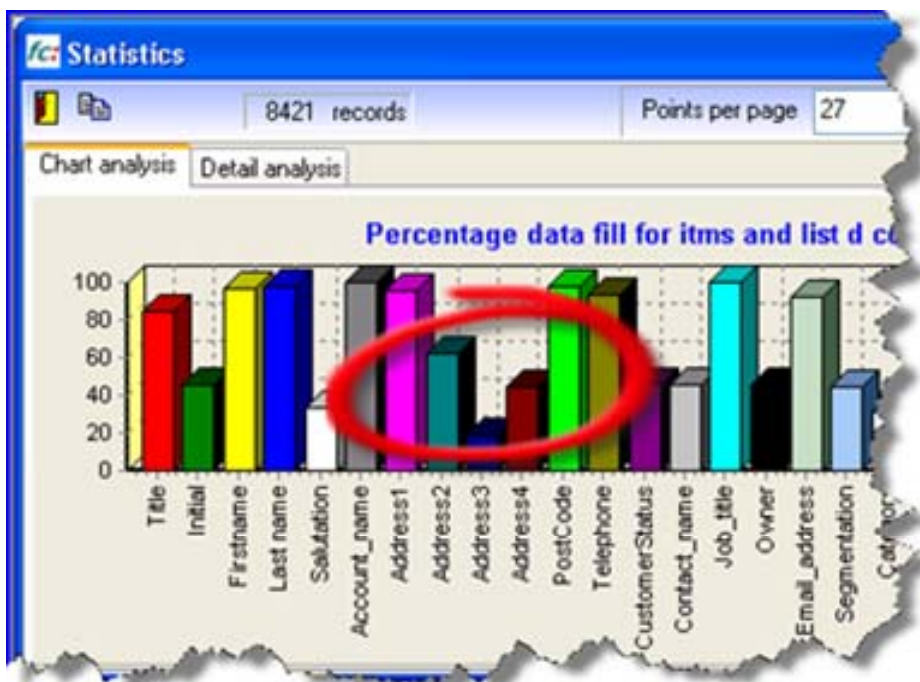 fc: Statistics
8421 records
Points per page 27
Chart analysis
Detail analysis
Percentage data fill for itms and list d
100
80
60
40
20
0
Title
Initial
Firstname
Last name
Salutation
Account_name
Address1
Address2
Address3
Address4
PostCode
Telephone
CustomerStatus
Contact_name
Job_title
Owner
Email_address
Segmentation